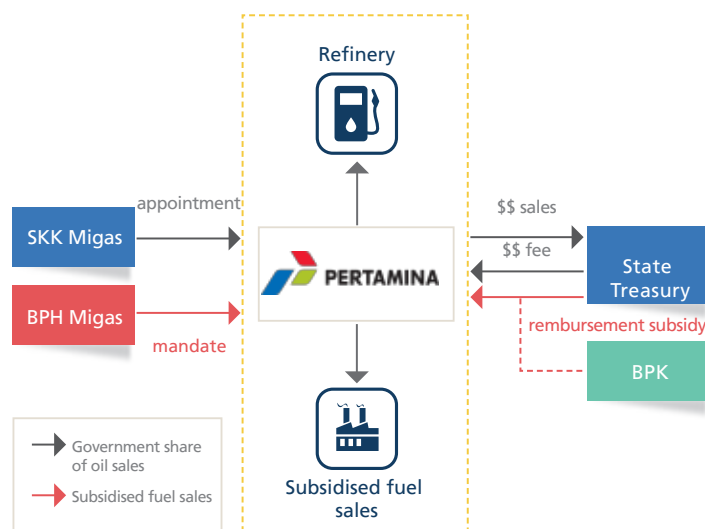 Refinery
appointment
SKK Migas
$$ sales
$$ fee
State
Treasury
PERTAMINA
BPH Migas
mandate
rembursement subsidy
BPK
Government share
of oil sales
Subsidised fuel sales
Subsidised fuel
sales